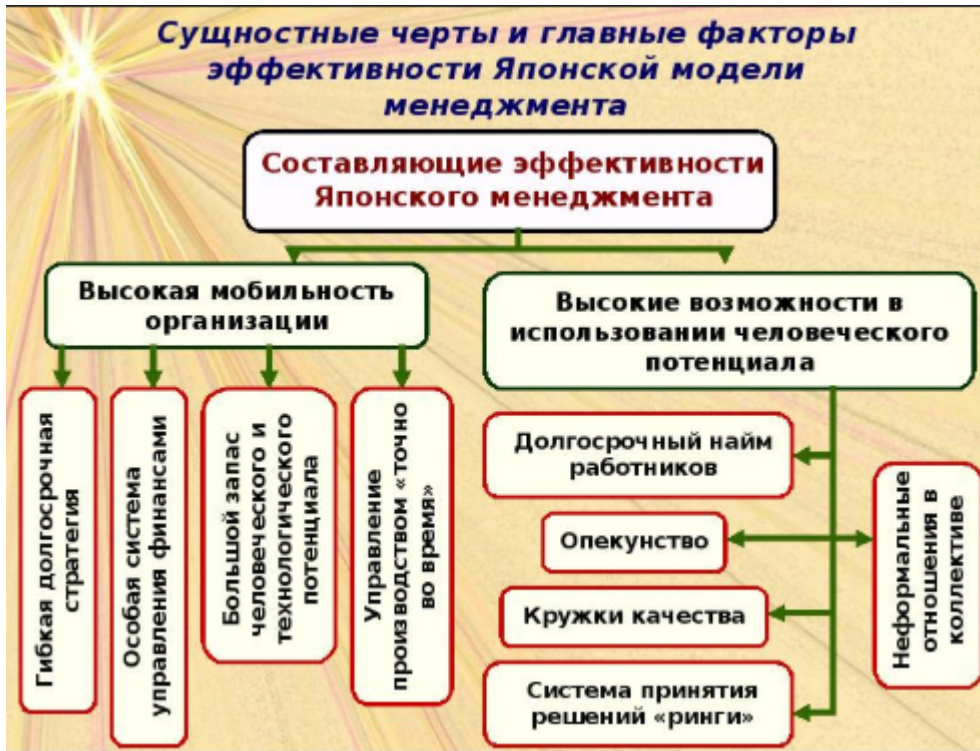 Сущностные черты и главные факторы
эффективности Японской модели
менеджмента
Составляющие эффективности
Японского менеджмента
Высокая мобильность
организации
Высокие возможности в
использовании человеческого
потенциала
Гибкая долгосрочная
стратегия
Особая система
управления финансами
Большой запас
человеческого и
технологического
потенциала
Управление
производством «точно
во время»
Долгосрочный найм
работников
Опекунство
Кружки качества
Система принятия
решений «ринги»
Неформальные
отношения в
коллективе